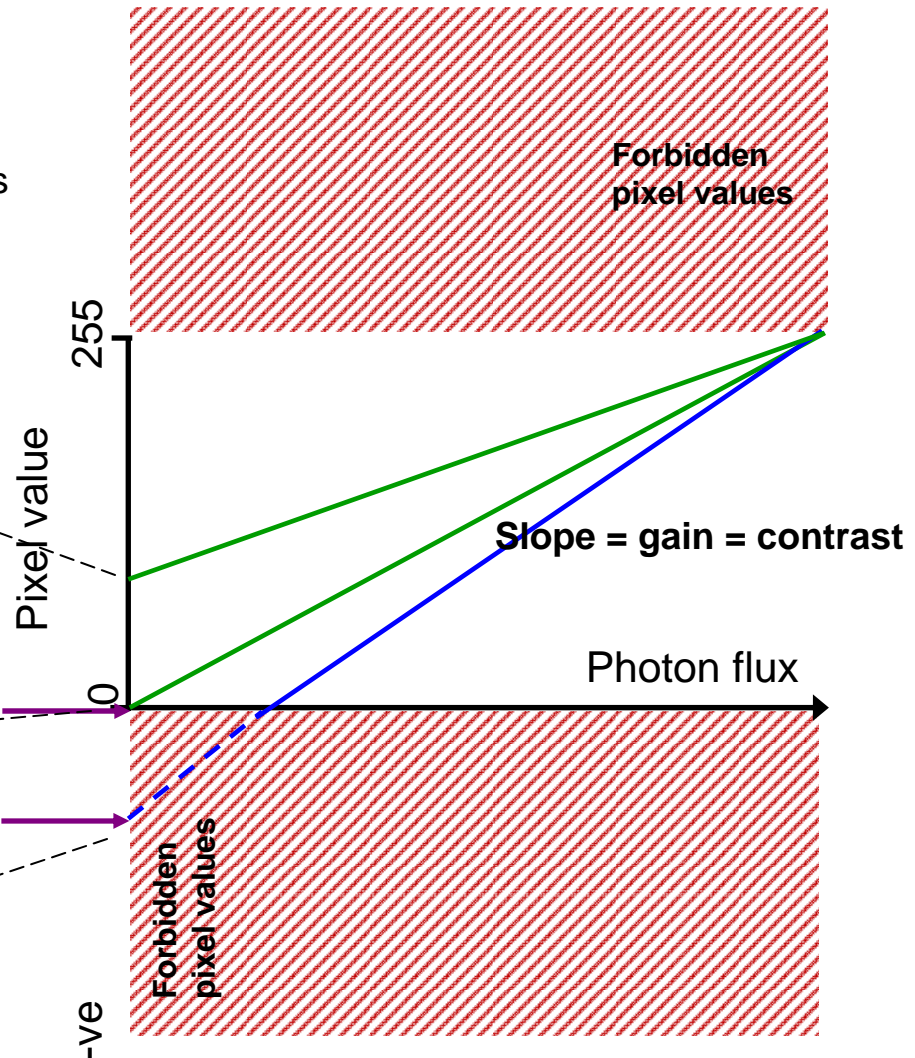 Forbidden
pixel values
s
255
Pixel value
Slope = gain = contrast
Photon flux
0
Forbidden
pixel values
-ve